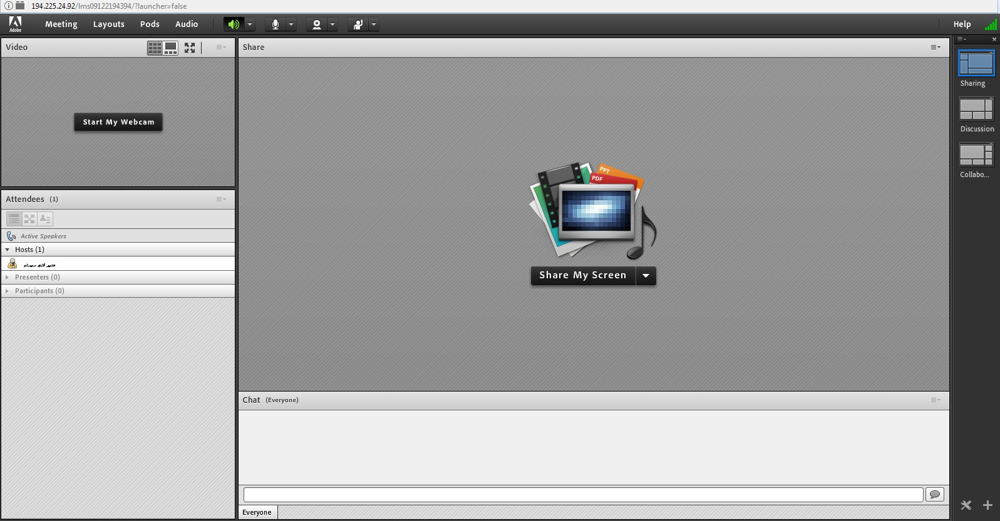 194.225.24.92/lms09122194394/?launcher=false
Adobe
Meeting Layouts Pods Audio Help
Video
Start My Webcam
Attendees (1)
Active Speakers
Hosts (1)
Presenters (0)
Participants (0)
Share
PPT
PDF
Share My Screen
Chat (Everyone)
Everyone
Sharing
Discussion
Collabo...